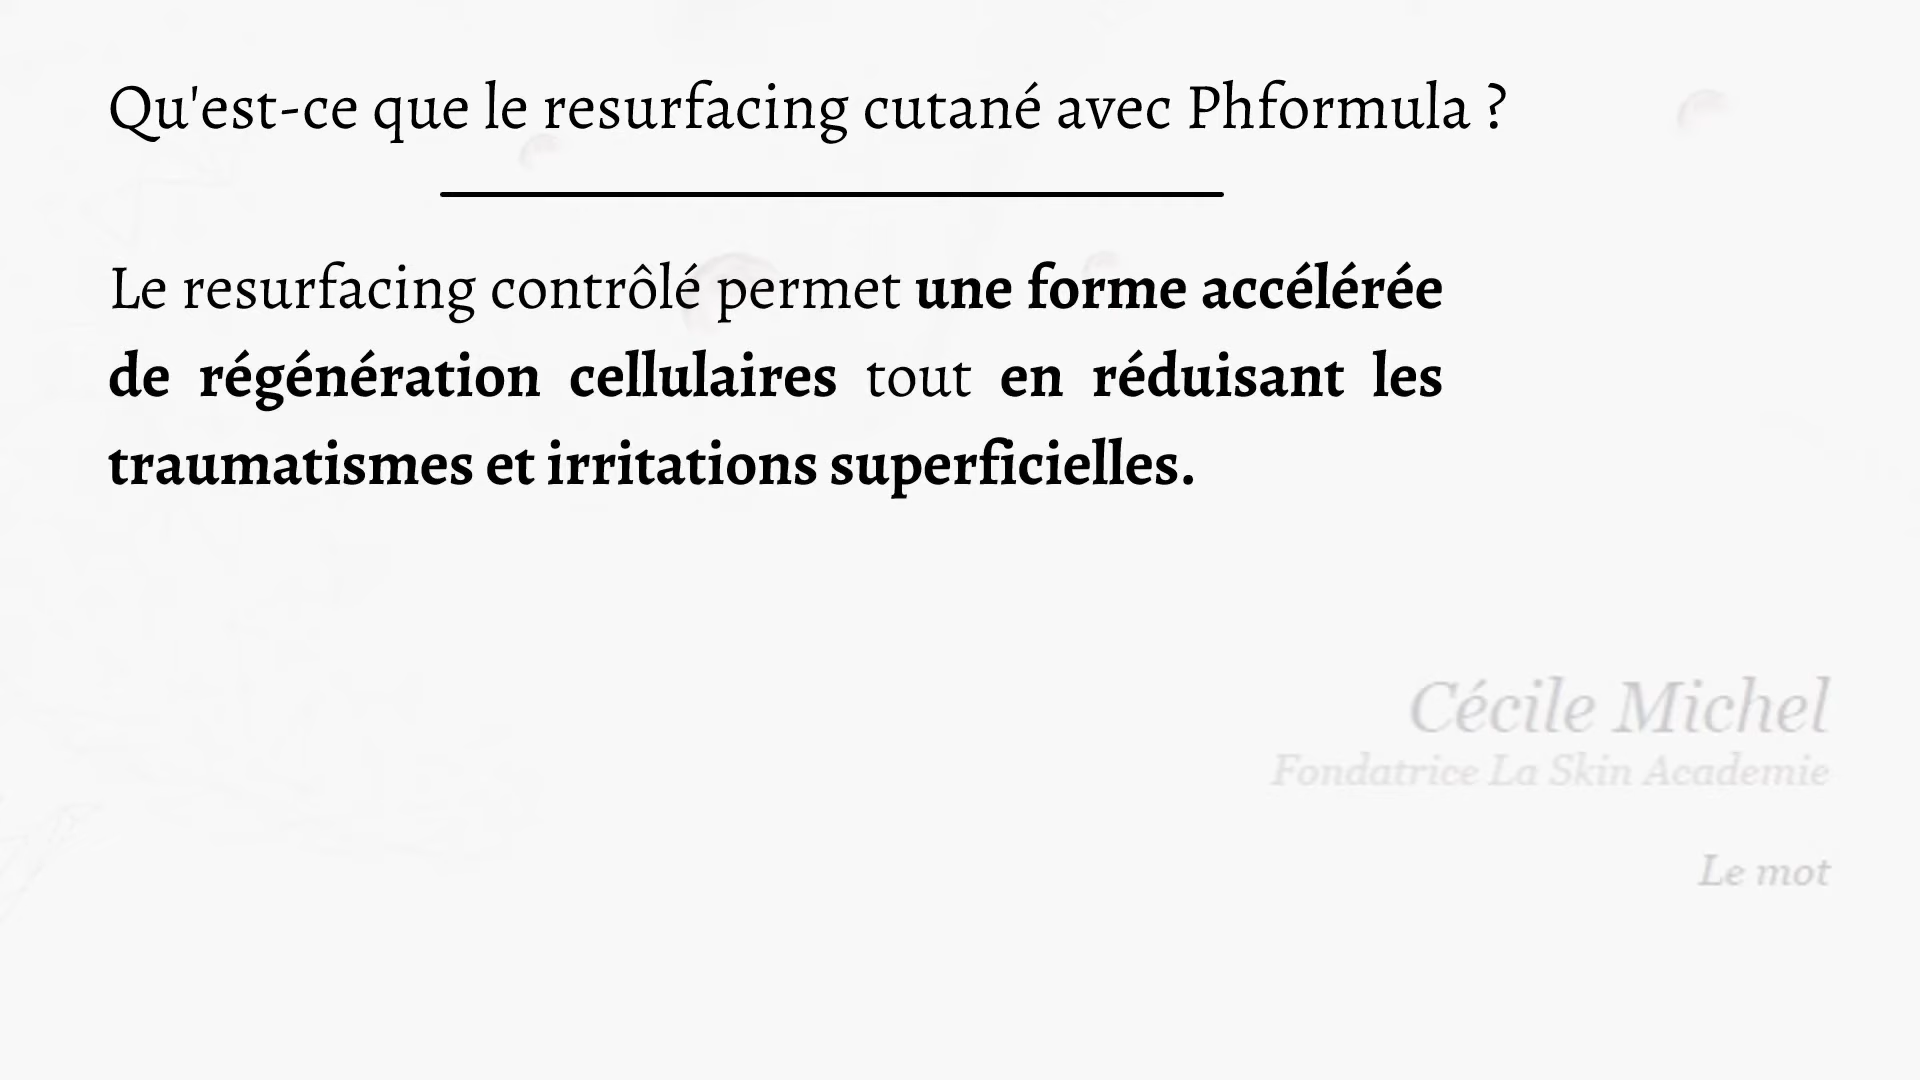 Qu'est-ce que le resurfacing cutané avec Phformula ?
Le resurfacing contrôlé permet une forme accélérée
de régénération cellulaires tout en réduisant les
traumatismes et irritations superficielles.
Cécile Michel
Fondatrice La Skin Academie
Le mot